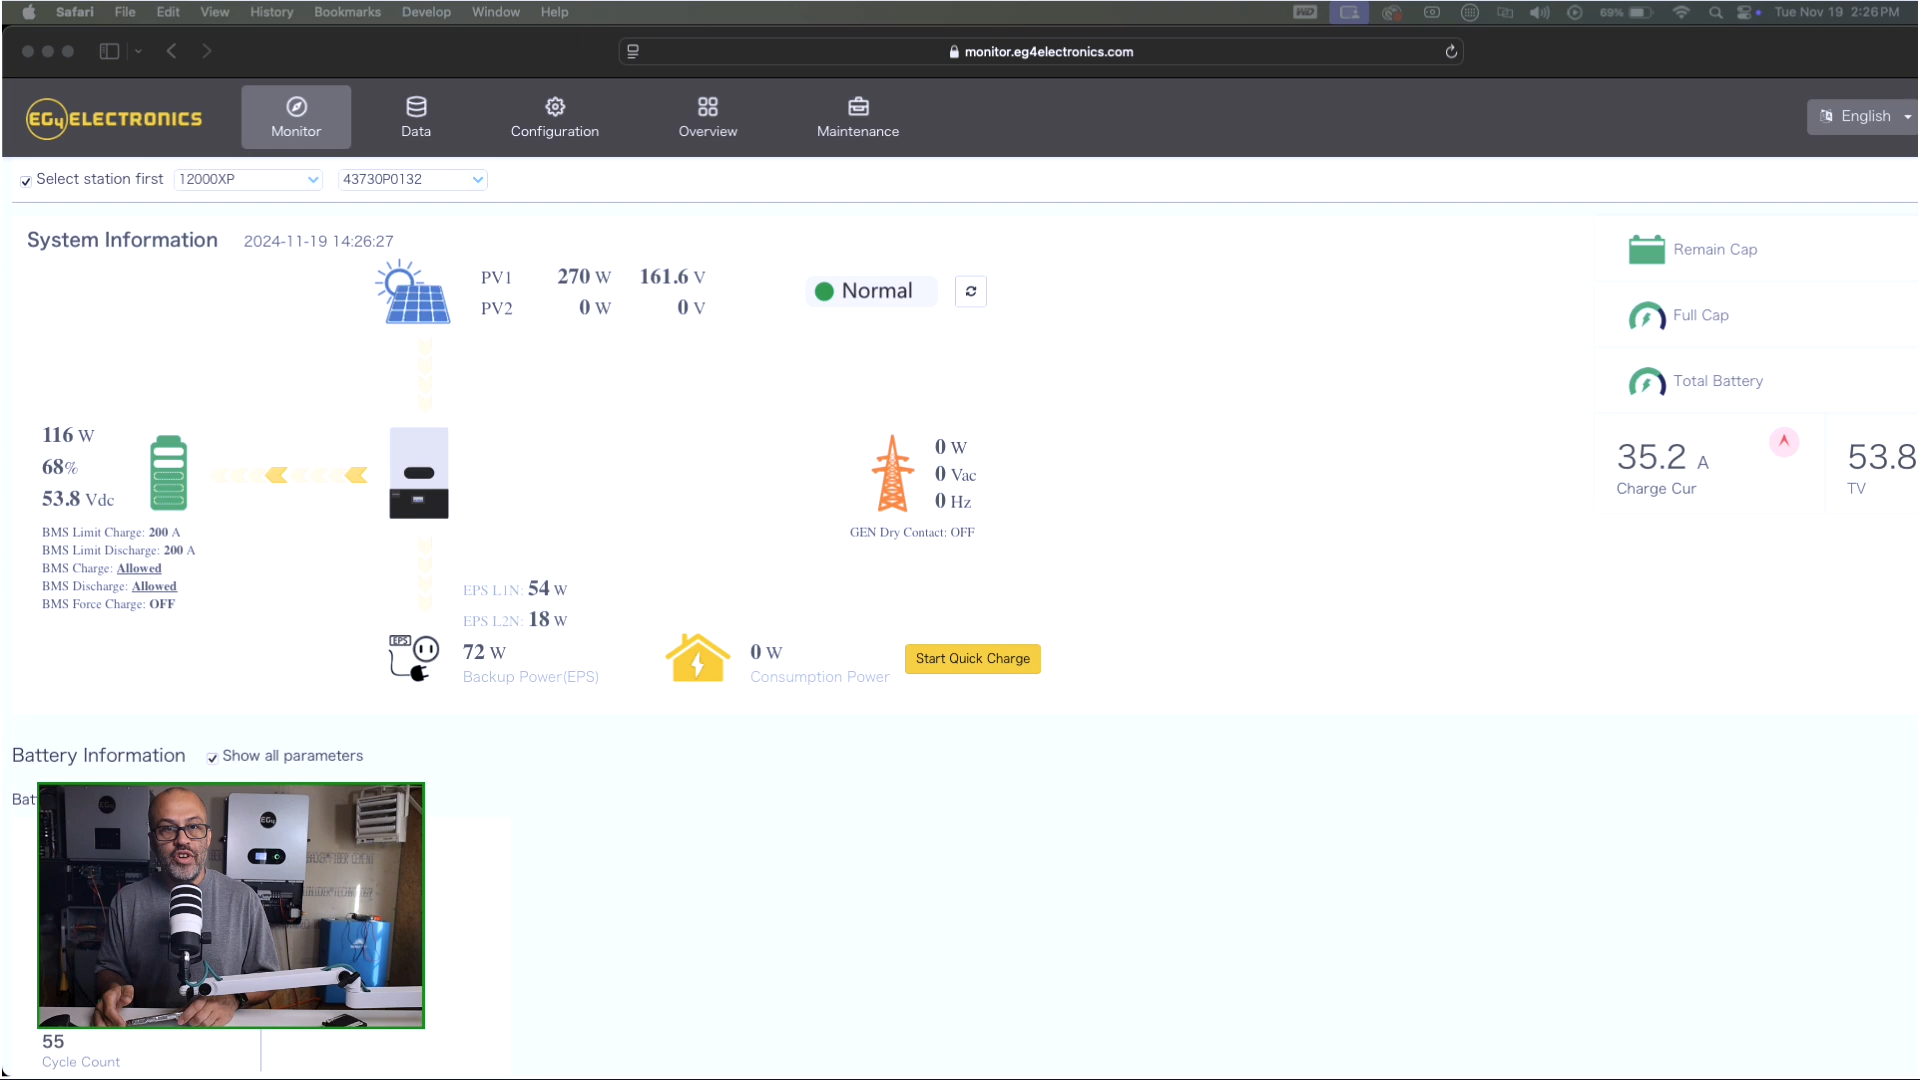 Safari File Edit View History Bookmarks Develop Window Help
69% Tue Nov 19 2:26 PM
monitor.eg4electronics.com
EG4ELECTRONICS
Monitor
Data
Configuration
Overview
Maintenance
English
Select station first 12000XP 43730P0132
System Information 2024-11-19 14:26:27
PV1 270 W 161.6 V
PV2 0 W 0 V
Normal
Remain Cap
Full Cap
Total Battery
35.2 A
Charge Cur
53.8
TV
116 W
68%
53.8 Vdc
BMS Limit Charge: 200 A
BMS Limit Discharge: 200 A
BMS Charge: Allowed
BMS Discharge: Allowed
BMS Force Charge: OFF
0 W
0 Vac
0 Hz
GEN Dry Contact: OFF
EPS L1N: 54 W
EPS L2N: 18 W
EPS
72 W
Backup Power(EPS)
0 W
Consumption Power
Start Quick Charge
Battery Information Show all parameters
Bat
EG4
EG4
55
Cycle Count